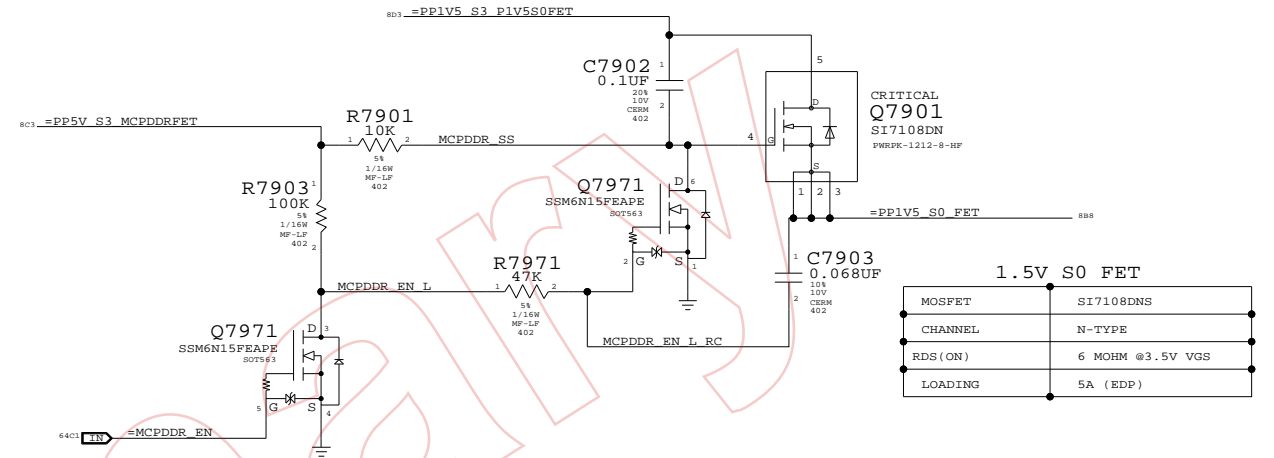 8D3 =PP1V5_S3_P1V5S0FET
C7902
0.1UF
20%
10V
CERM
402
1
2
5
D
CRITICAL
Q7901
SI7108DN
PWRPK-1212-8-HF
4
G
S
1 2 3
8C3 =PP5V_S3_MCPDDRFET
R7901
10K
1 2
5%
1/16W
MF-LF
402
MCPDDR_SS
R7903
100K
5%
1/16W
MF-LF
402
1
2
Q7971
SSM6N15FEAPE
SOT563
D 6
2 G S 1
=PP1V5_S0_FET 8B8
C7903
0.068UF
10%
10V
CERM
402
1
2
MCPDDR_EN_L
R7971
47K
1 2
5%
1/16W
MF-LF
402
MCPDDR_EN_L_RC
Q7971
SSM6N15FEAPE
SOT563
D 3
5 G S 4
64C1 IN =MCPDDR_EN
1.5V S0 FET
MOSFET SI7108DNS
CHANNEL N-TYPE
RDS(ON) 6 MOHM @3.5V VGS
LOADING 5A (EDP)
ary